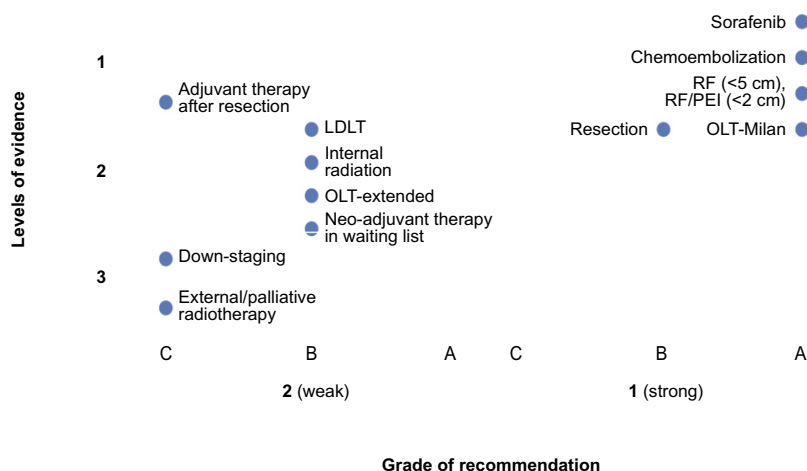 Levels of evidence
1
2
3
Sorafenib
Chemoembolization
RF (<5 cm),
RF/PEI (<2 cm)
Adjuvant therapy
after resection
LDLT
Resection
OLT-Milan
Internal
radiation
OLT-extended
Neo-adjuvant therapy
in waiting list
Down-staging
External/palliative
radiotherapy
C B A C B A
2 (weak) 1 (strong)
Grade of recommendation